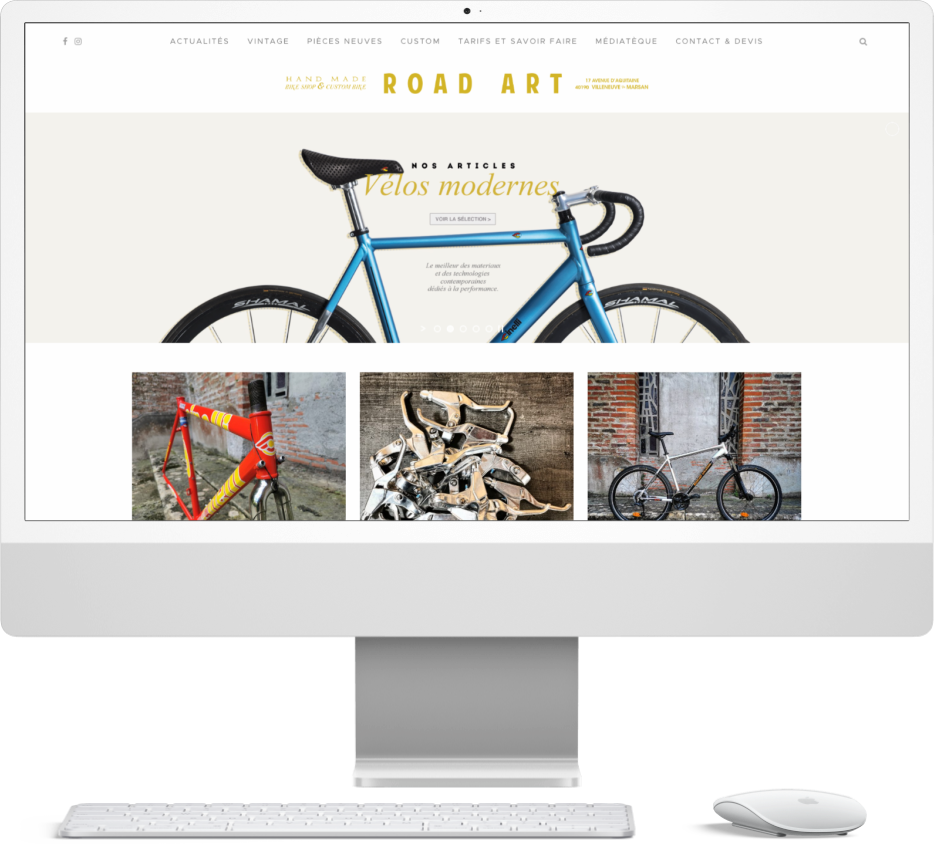 ACTUALITÉS VINTAGE PIÈCES NEUVES CUSTOM TARIFS ET SAVOIR FAIRE MÉDIATÈQUE CONTACT & DEVIS
HAND MADE
BIKE SHOP & CUSTOM BIKE
ROAD ART
11 AVENUE D'AQUITAINE
40190 VILLENEUVE DE MARSAN
NOS ARTICLES
Vélos modernes
VOIR LA SÉLECTION »
Le meilleur des materiaux
et des technologies
contemporaines
dédiés à la performance.
SHAMAL
SHAMAL